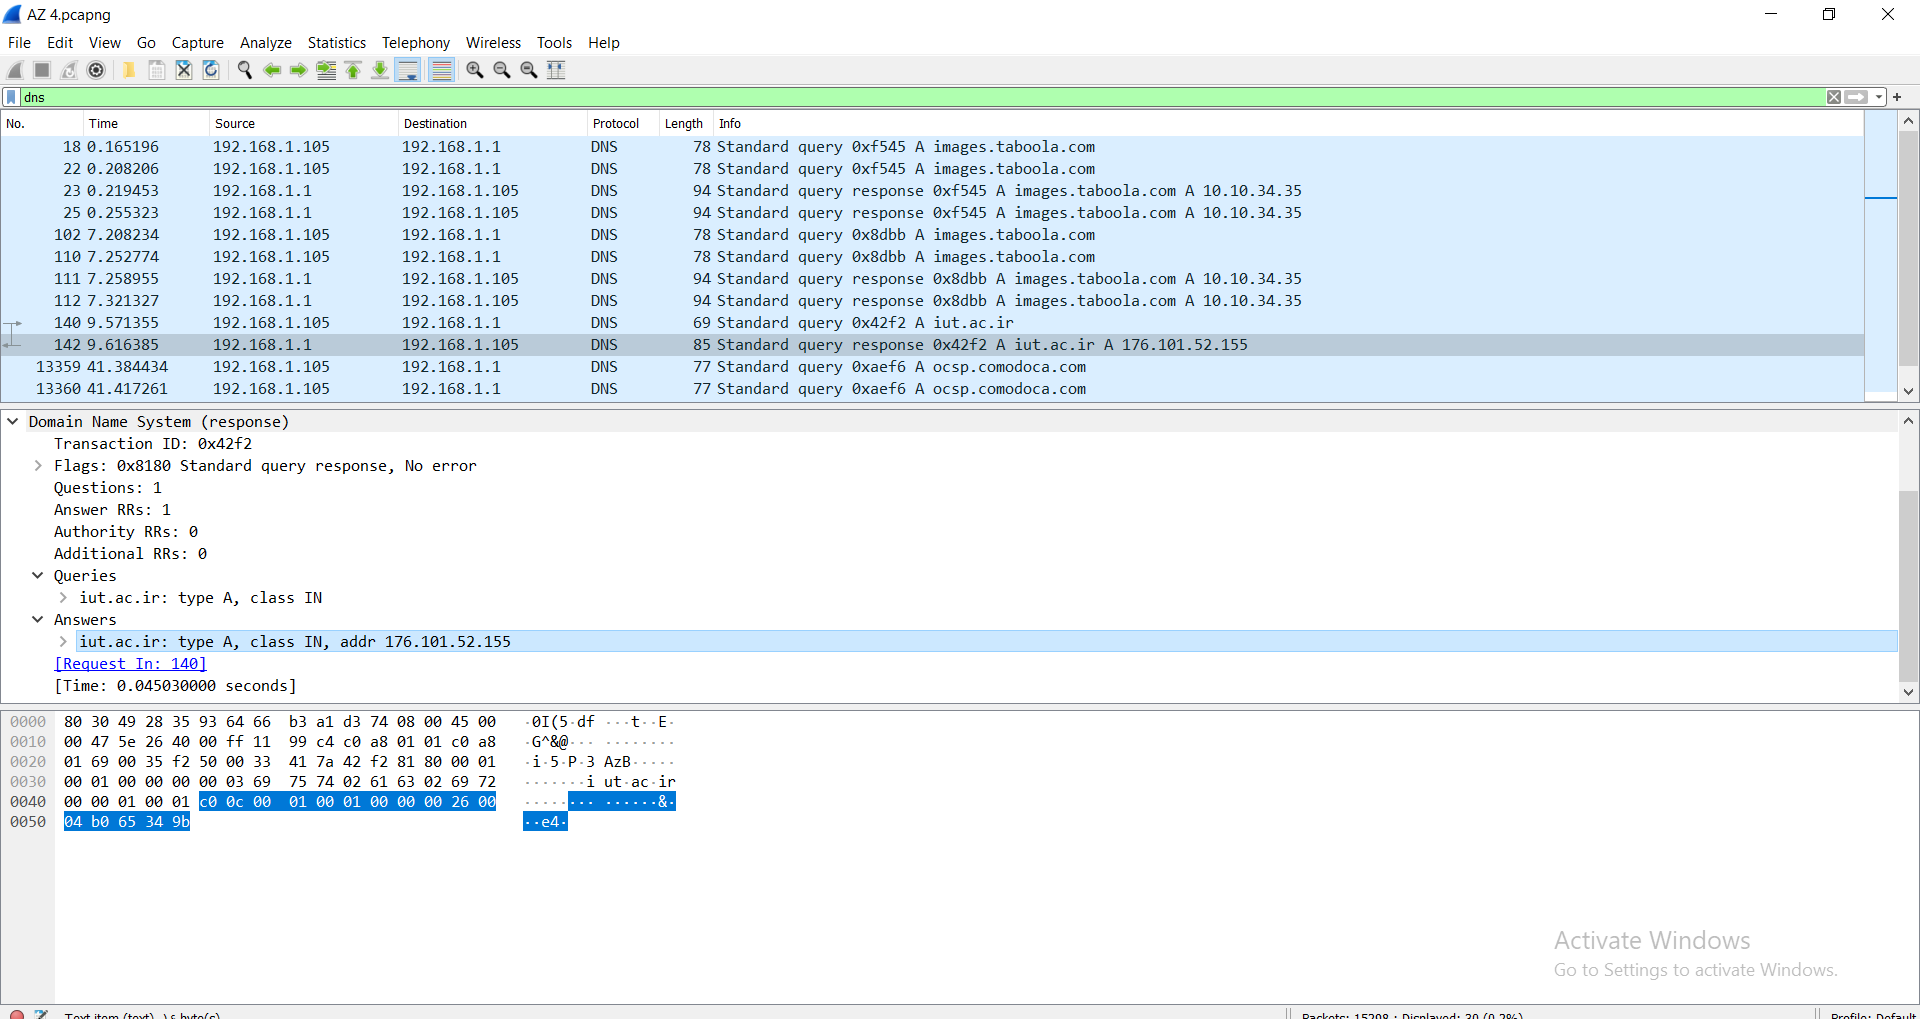 AZ 4.pcapng
File Edit View Go Capture Analyze Statistics Telephony Wireless Tools Help
dns
No. Time Source Destination Protocol Length Info
18 0.165196 192.168.1.105 192.168.1.1 DNS 78 Standard query 0xf545 A images.taboola.com
22 0.208206 192.168.1.105 192.168.1.1 DNS 78 Standard query 0xf545 A images.taboola.com
23 0.219453 192.168.1.1 192.168.1.105 DNS 94 Standard query response 0xf545 A images.taboola.com A 10.10.34.35
25 0.255323 192.168.1.1 192.168.1.105 DNS 94 Standard query response 0xf545 A images.taboola.com A 10.10.34.35
102 7.208234 192.168.1.105 192.168.1.1 DNS 78 Standard query 0x8dbb A images.taboola.com
110 7.252774 192.168.1.105 192.168.1.1 DNS 78 Standard query 0x8dbb A images.taboola.com
111 7.258955 192.168.1.1 192.168.1.105 DNS 94 Standard query response 0x8dbb A images.taboola.com A 10.10.34.35
112 7.321327 192.168.1.1 192.168.1.105 DNS 94 Standard query response 0x8dbb A images.taboola.com A 10.10.34.35
140 9.571355 192.168.1.105 192.168.1.1 DNS 69 Standard query 0x42f2 A iut.ac.ir
142 9.616385 192.168.1.1 192.168.1.105 DNS 85 Standard query response 0x42f2 A iut.ac.ir A 176.101.52.155
13359 41.384434 192.168.1.105 192.168.1.1 DNS 77 Standard query 0xaef6 A ocsp.comodoca.com
13360 41.417261 192.168.1.105 192.168.1.1 DNS 77 Standard query 0xaef6 A ocsp.comodoca.com
Domain Name System (response)
Transaction ID: 0x42f2
Flags: 0x8180 Standard query response, No error
Questions: 1
Answer RRs: 1
Authority RRs: 0
Additional RRs: 0
Queries
iut.ac.ir: type A, class IN
Answers
iut.ac.ir: type A, class IN, addr 176.101.52.155
[Request In: 140]
[Time: 0.045030000 seconds]
0000 80 30 49 28 35 93 64 66 b3 a1 d3 74 08 00 45 00 ·0I(5·df ···t··E·
0010 00 47 5e 26 40 00 ff 11 99 c4 c0 a8 01 01 c0 a8 ·G^&@··· ········
0020 01 69 00 35 f2 50 00 33 41 7a 42 f2 81 80 00 01 ·i·5·P·3 AzB·····
0030 00 01 00 00 00 00 03 69 75 74 02 61 63 02 69 72 ·······i ut·ac·ir
0040 00 00 01 00 01 c0 0c 00 01 00 01 00 00 00 26 00 ········ ······&·
0050 04 b0 65 34 9b ··e4·
Activate Windows
Go to Settings to activate Windows.
Text item (text), byte(s)
Packets: 15298 · Displayed: 30 (0.2%)
Profile: Default